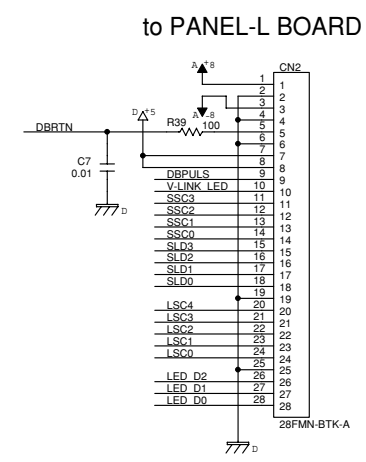 to PANEL-L BOARD
A +8
CN2
1 1
2 2
A -8
3 3
D +5
4 4
DBRTN R39 100 5 5
6 6
7 7
8 8
C7
0.01
D
DBPULS 9 9
V-LINK LED 10 10
SSC3 11 11
SSC2 12 12
SSC1 13 13
SSC0 14 14
SLD3 15 15
SLD2 16 16
SLD1 17 17
SLD0 18 18
19 19
LSC4 20 20
LSC3 21 21
LSC2 22 22
LSC1 23 23
LSC0 24 24
25 25
LED D2 26 26
LED D1 27 27
LED D0 28 28
28FMN-BTK-A
D